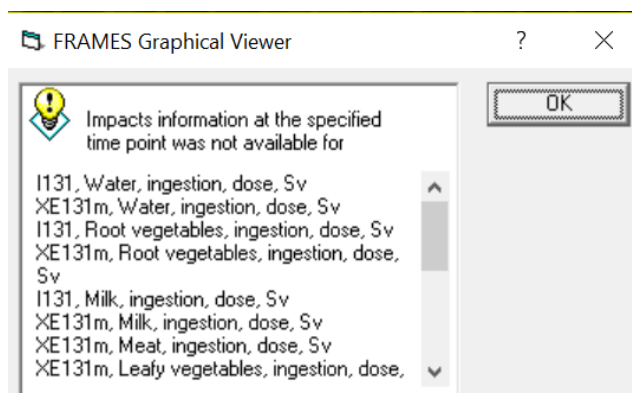 FRAMES Graphical Viewer
?
Impacts information at the specified
time point was not available for
OK
I131, Water, ingestion, dose, Sv
XE131m, Water, ingestion, dose, Sv
I131, Root vegetables, ingestion, dose, Sv
XE131m, Root vegetables, ingestion, dose,
Sv
I131, Milk, ingestion, dose, Sv
XE131m, Milk, ingestion, dose, Sv
XE131m, Meat, ingestion, dose, Sv
XE131m, Leafy vegetables, ingestion, dose,